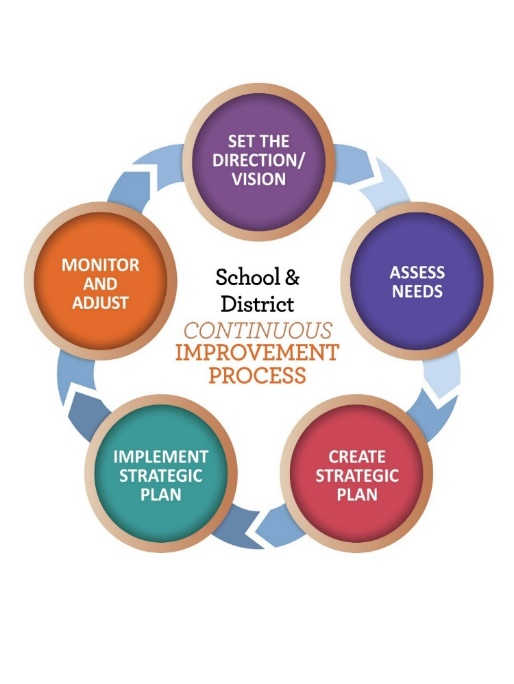 SET THE
DIRECTION/
VISION
ASSESS
NEEDS
CREATE
STRATEGIC
PLAN
IMPLEMENT
STRATEGIC
PLAN
MONITOR
AND
ADJUST
School &
District
CONTINUOUS
IMPROVEMENT
PROCESS